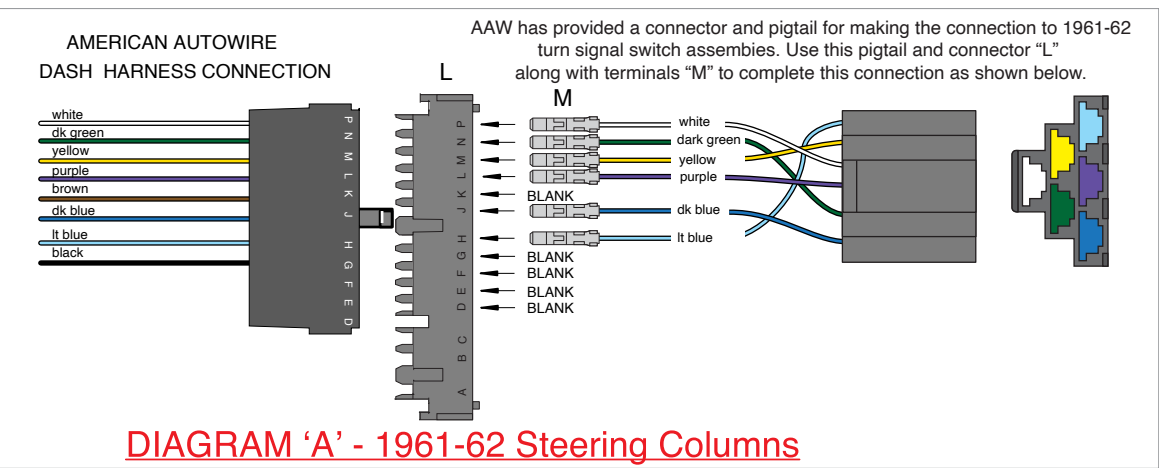 AAW has provided a connector and pigtail for making the connection to 1961-62
turn signal switch assembies. Use this pigtail and connector “L”
along with terminals “M” to complete this connection as shown below.
AMERICAN AUTOWIRE
DASH HARNESS CONNECTION
L
M
white
dk green
yellow
purple
brown
dk blue
lt blue
black
P
N
M
L
K
J
H
G
F
E
D
P
N
M
L
K
J
H
G
F
E
D
C
B
A
BLANK
BLANK
BLANK
BLANK
BLANK
white
dark green
yellow
purple
dk blue
lt blue
DIAGRAM ‘A’ - 1961-62 Steering Columns